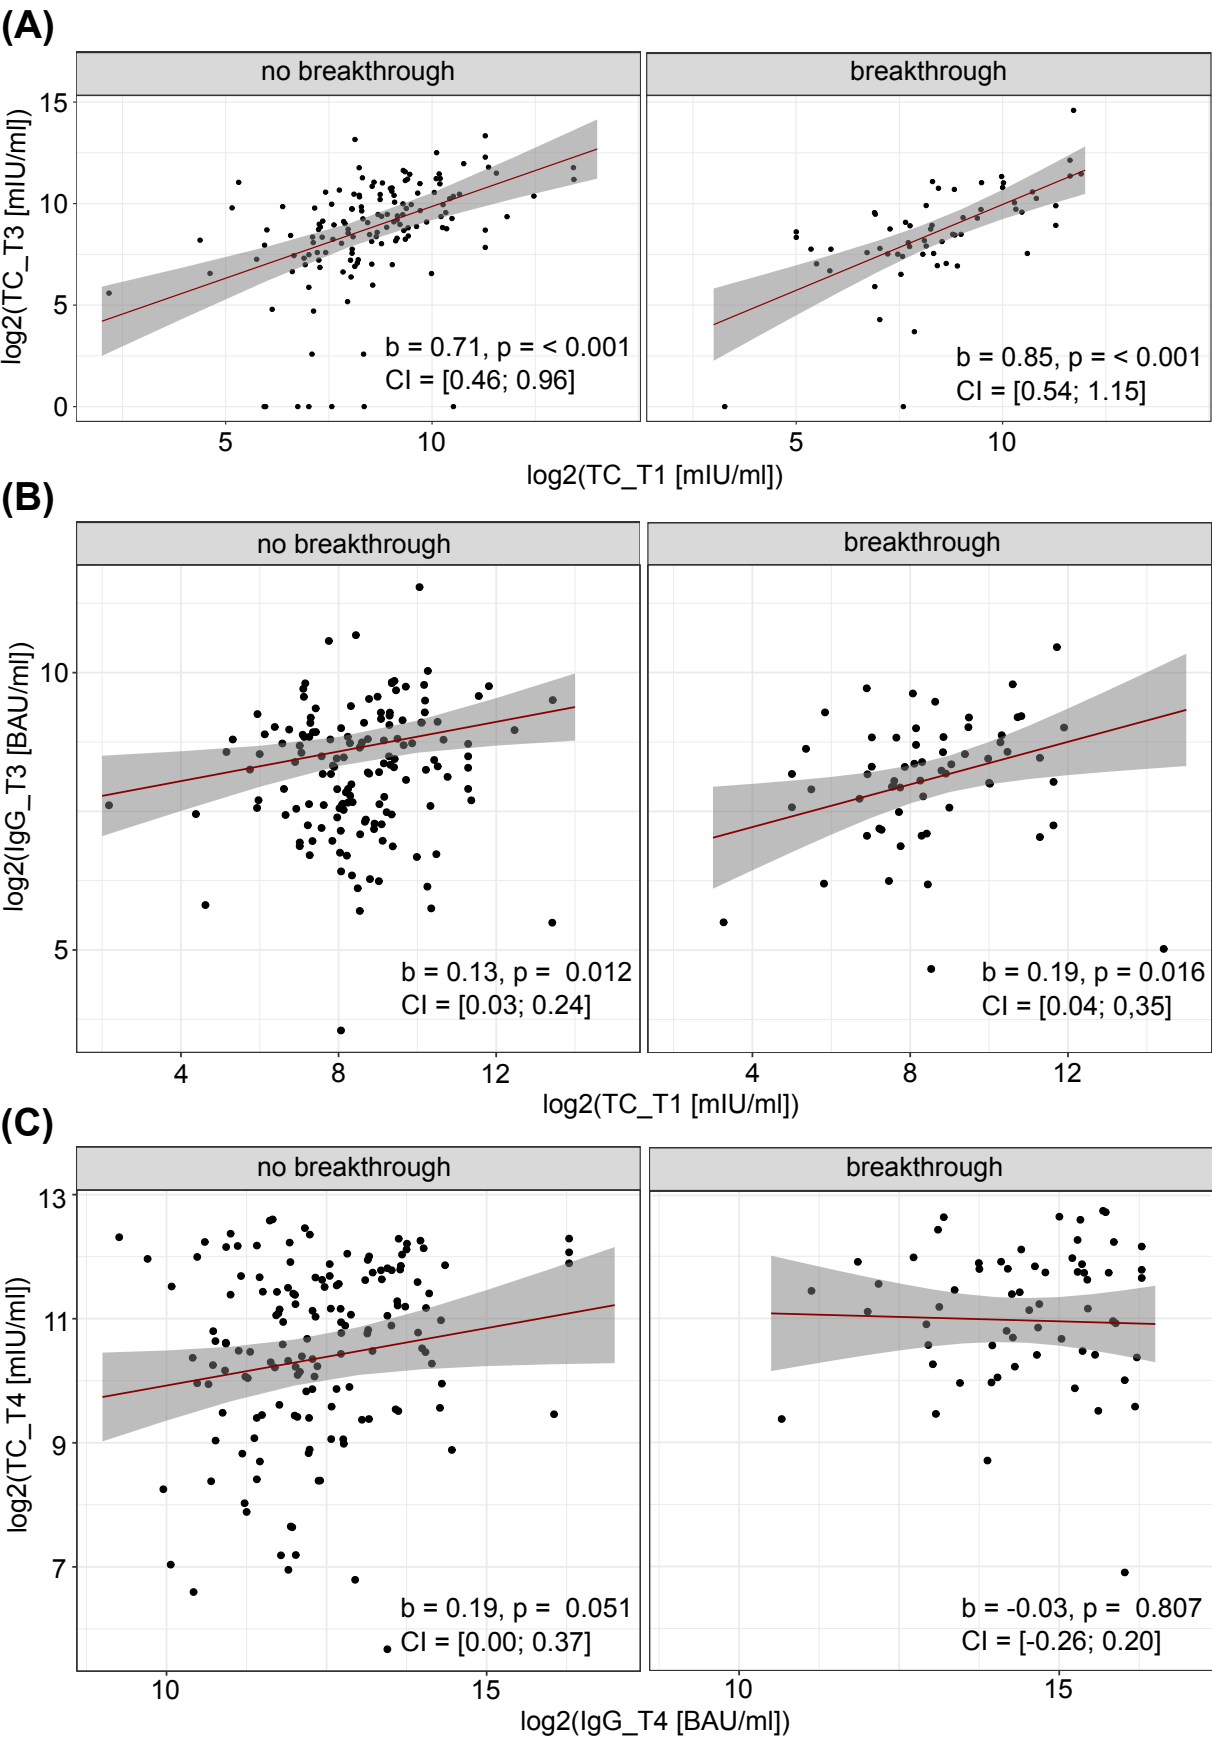 (A)
no breakthrough
breakthrough
log2(TC_T3 [mIU/ml])
15
10
5
0
b = 0.71, p = < 0.001
CI = [0.46; 0.96]
b = 0.85, p = < 0.001
CI = [0.54; 1.15]
5
10
5
10
log2(TC_T1 [mIU/ml])
(B)
no breakthrough
breakthrough
log2(IgG_T3 [BAU/ml])
10
5
b = 0.13, p =  0.012
CI = [0.03; 0.24]
b = 0.19, p = 0.016
CI = [0.04; 0,35]
4
8
12
4
8
12
log2(TC_T1 [mIU/ml])
(C)
no breakthrough
breakthrough
log2(TC_T4 [mIU/ml])
13
11
9
7
b = 0.19, p =  0.051
CI = [0.00; 0.37]
b = -0.03, p =  0.807
CI = [-0.26; 0.20]
10
15
10
15
log2(IgG_T4 [BAU/ml])